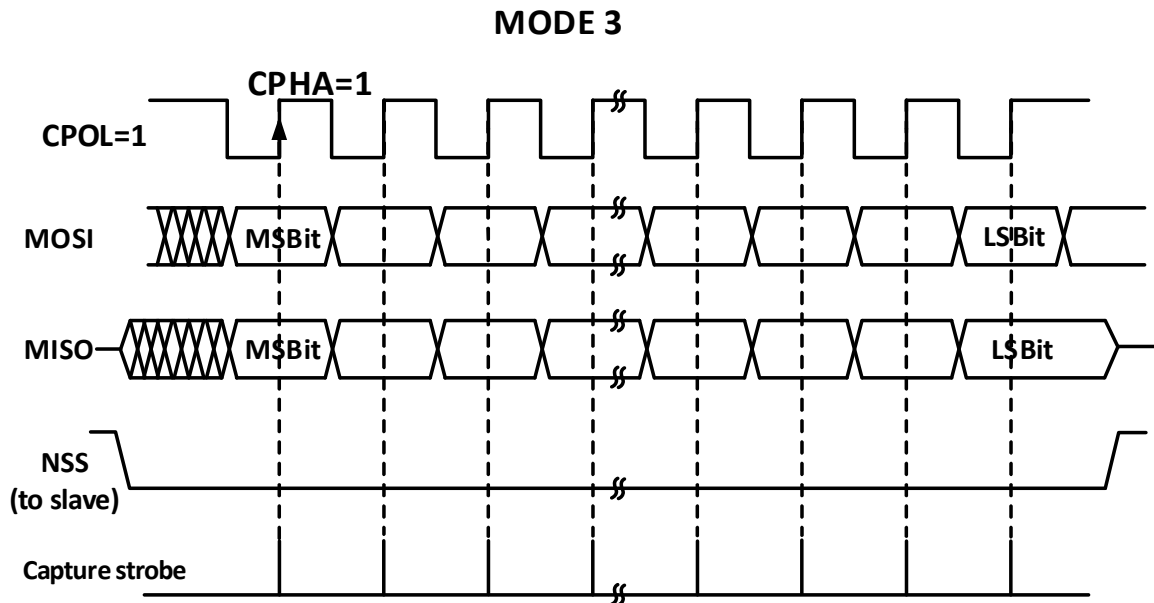 MODE 3
CPHA=1
CPOL=1
MOSI
MSBit
LSBit
MISO
MSBit
LSBit
NSS
(to slave)
Capture strobe